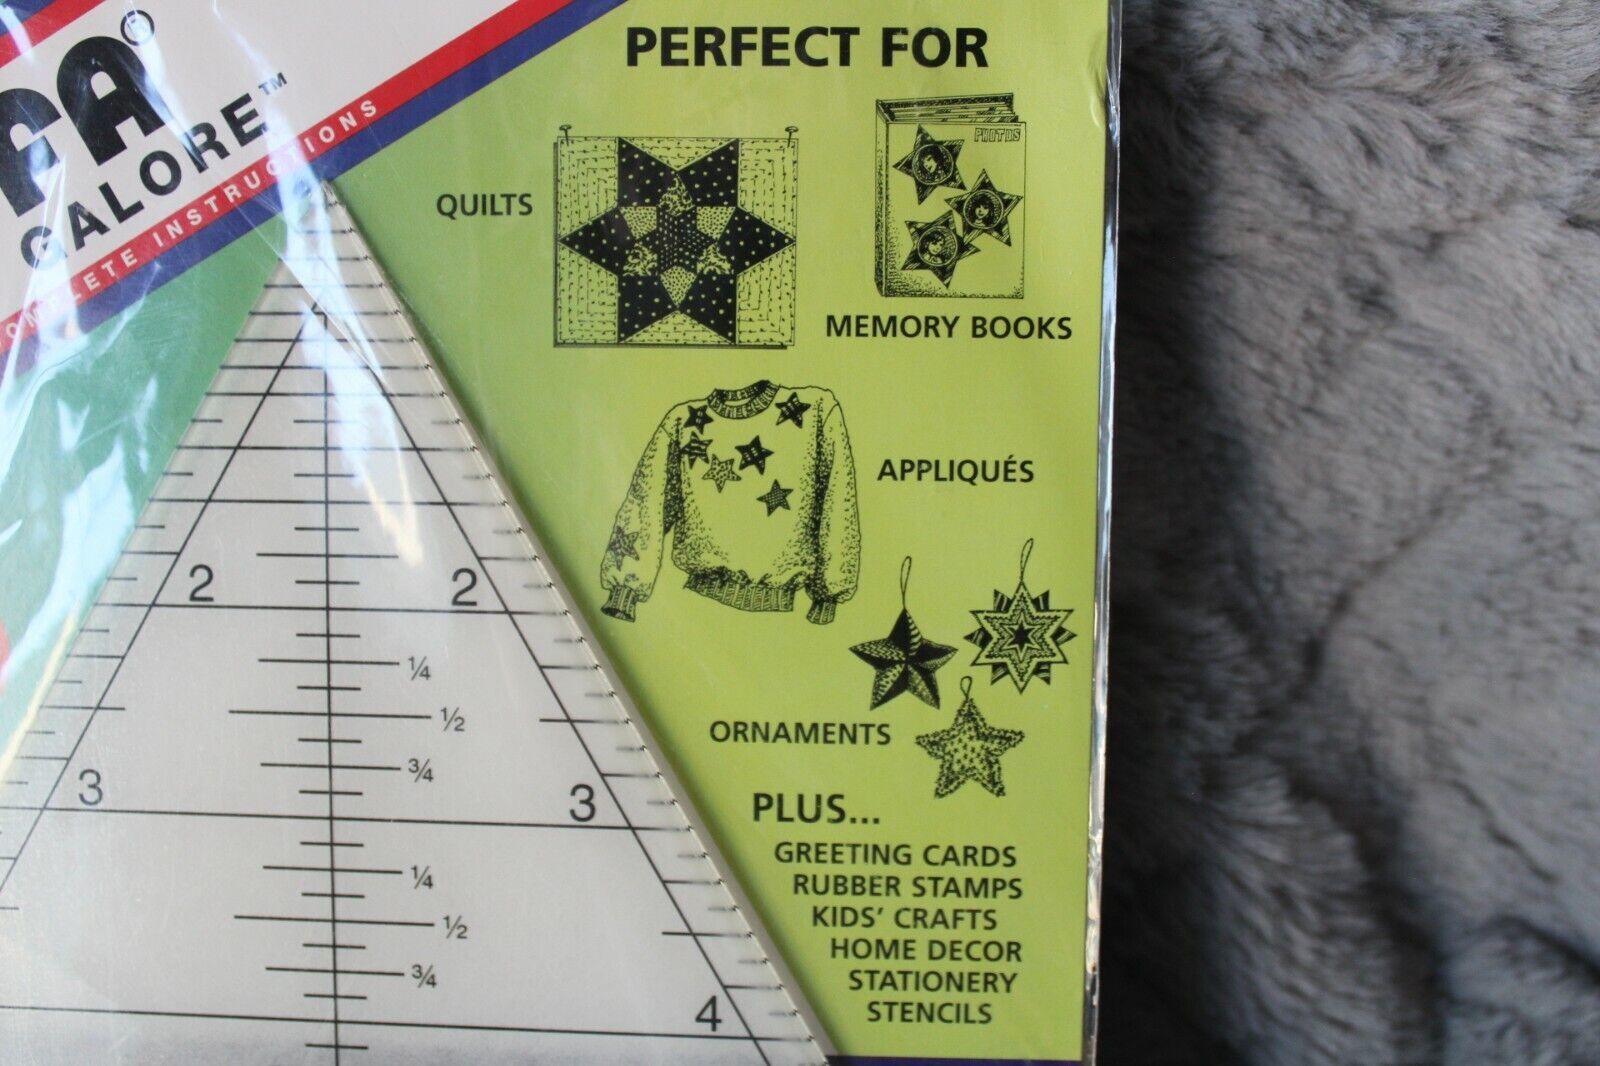 FA®
GALORE™
COMPLETE INSTRUCTIONS
PERFECT FOR
QUILTS
PHOTOS
MEMORY BOOKS
APPLIQUÉS
ORNAMENTS
PLUS...
GREETING CARDS
RUBBER STAMPS
KIDS' CRAFTS
HOME DECOR
STATIONERY
STENCILS
2 2
1/4
1/2
3/4
3 3
1/4
1/2
3/4
4